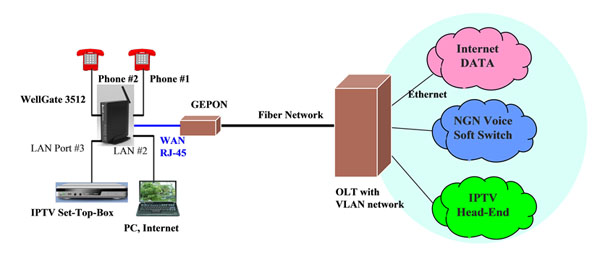 Internet
DATA
Phone #2
Phone #1
WellGate 3512
GEPON
Ethernet
Fiber Network
NGN Voice
Soft Switch
LAN Port #3
LAN #2
WAN
RJ-45
OLT with
VLAN network
IPTV
Head-End
IPTV Set-Top-Box
PC, Internet